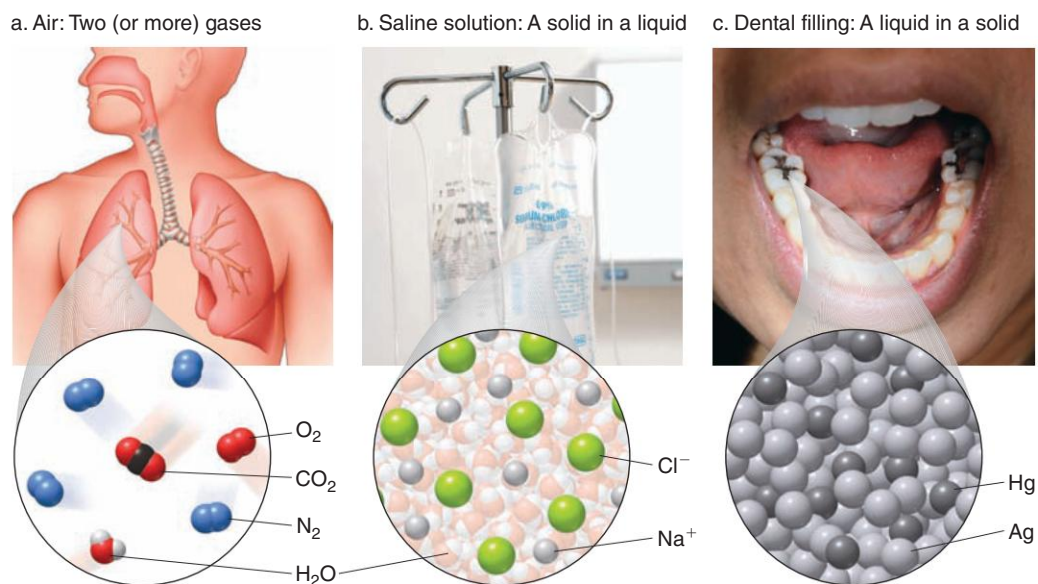 a. Air: Two (or more) gases
b. Saline solution: A solid in a liquid
c. Dental filling: A liquid in a solid
O₂
CO₂
N₂
H₂O
Cl⁻
Na⁺
Hg
Ag